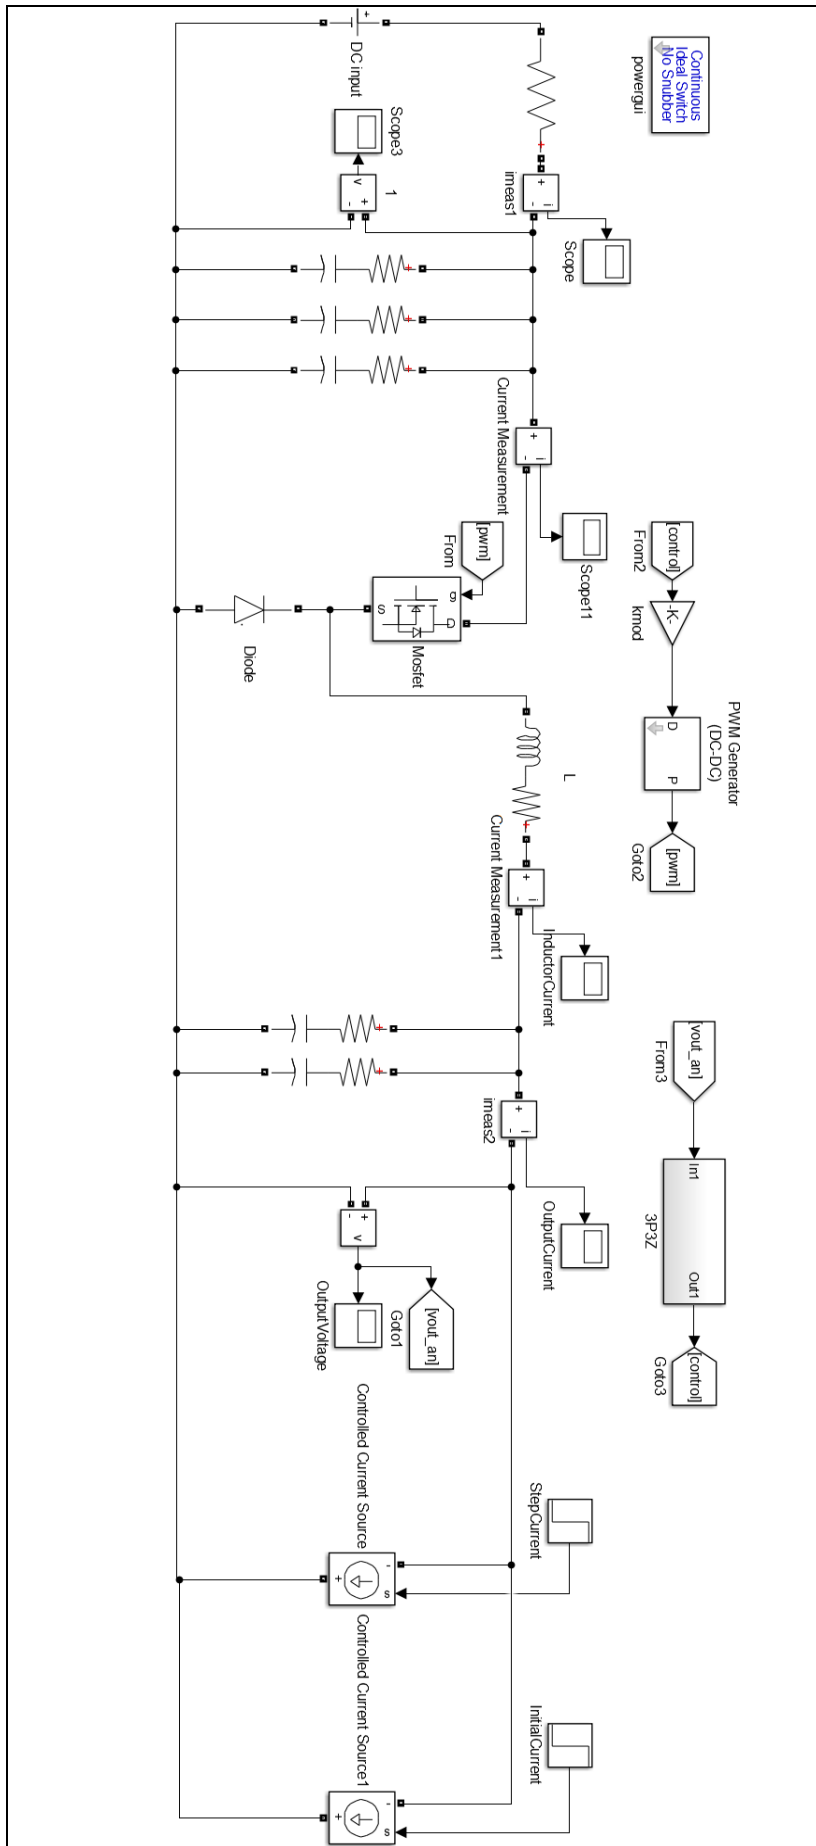 Continuous
Ideal Switch
No Snubber
powergui
DC input
+
Scope3
v
+
-
1
imeas1
+
-
i
Scope
+
+
+
+
Current Measurement
+
-
i
Scope11
[pwm]
From
g
D
S
Mosfet
Diode
[control]
From2
-K-
kmod
PWM Generator
(DC-DC)
D
P
[pwm]
Goto2
L
+
Current Measurement1
+
-
i
InductorCurrent
+
+
imeas2
+
-
i
OutputCurrent
[vout_an]
From3
In1
Out1
3P3Z
[control]
Goto3
+
-
v
OutputVoltage
[vout_an]
Goto1
StepCurrent
Controlled Current Source
-
+
s
InitialCurrent
Controlled Current Source1
-
+
s